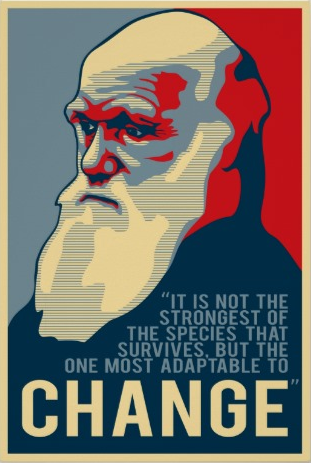 “IT IS NOT THE
STRONGEST OF
THE SPECIES THAT
SURVIVES, BUT THE
ONE MOST ADAPTABLE TO
CHANGE”